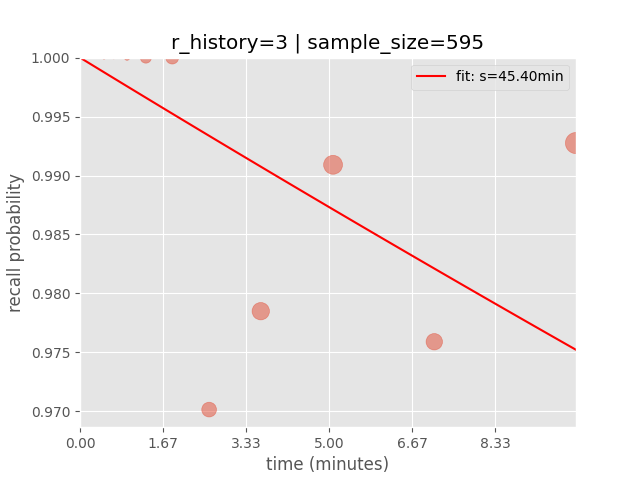 r_history=3 | sample_size=595
fit: s=45.40min
1.000
0.995
0.990
0.985
0.980
0.975
0.970
recall probability
0.00 1.67 3.33 5.00 6.67 8.33
time (minutes)